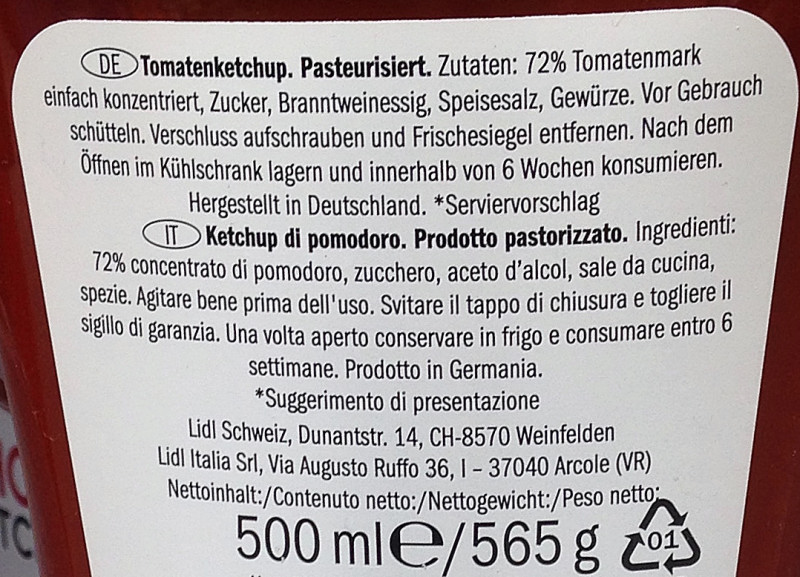 DE Tomatenketchup. Pasteurisiert. Zutaten: 72% Tomatenmark
einfach konzentriert, Zucker, Branntweinessig, Speisesalz, Gewürze. Vor Gebrauch
schütteln. Verschluss aufschrauben und Frischesiegel entfernen. Nach dem
Öffnen im Kühlschrank lagern und innerhalb von 6 Wochen konsumieren.
Hergestellt in Deutschland. *Serviervorschlag
IT Ketchup di pomodoro. Prodotto pastorizzato. Ingredienti:
72% concentrato di pomodoro, zucchero, aceto d'alcol, sale da cucina,
spezie. Agitare bene prima dell'uso. Svitare il tappo di chiusura e togliere il
sigillo di garanzia. Una volta aperto conservare in frigo e consumare entro 6
settimane. Prodotto in Germania.
*Suggerimento di presentazione
Lidl Schweiz, Dunantstr. 14, CH-8570 Weinfelden
Lidl Italia Srl, Via Augusto Ruffo 36, I – 37040 Arcole (VR)
Nettoinhalt:/Contenuto netto:/Nettogewicht:/Peso netto:
500 ml℮/565 g 01